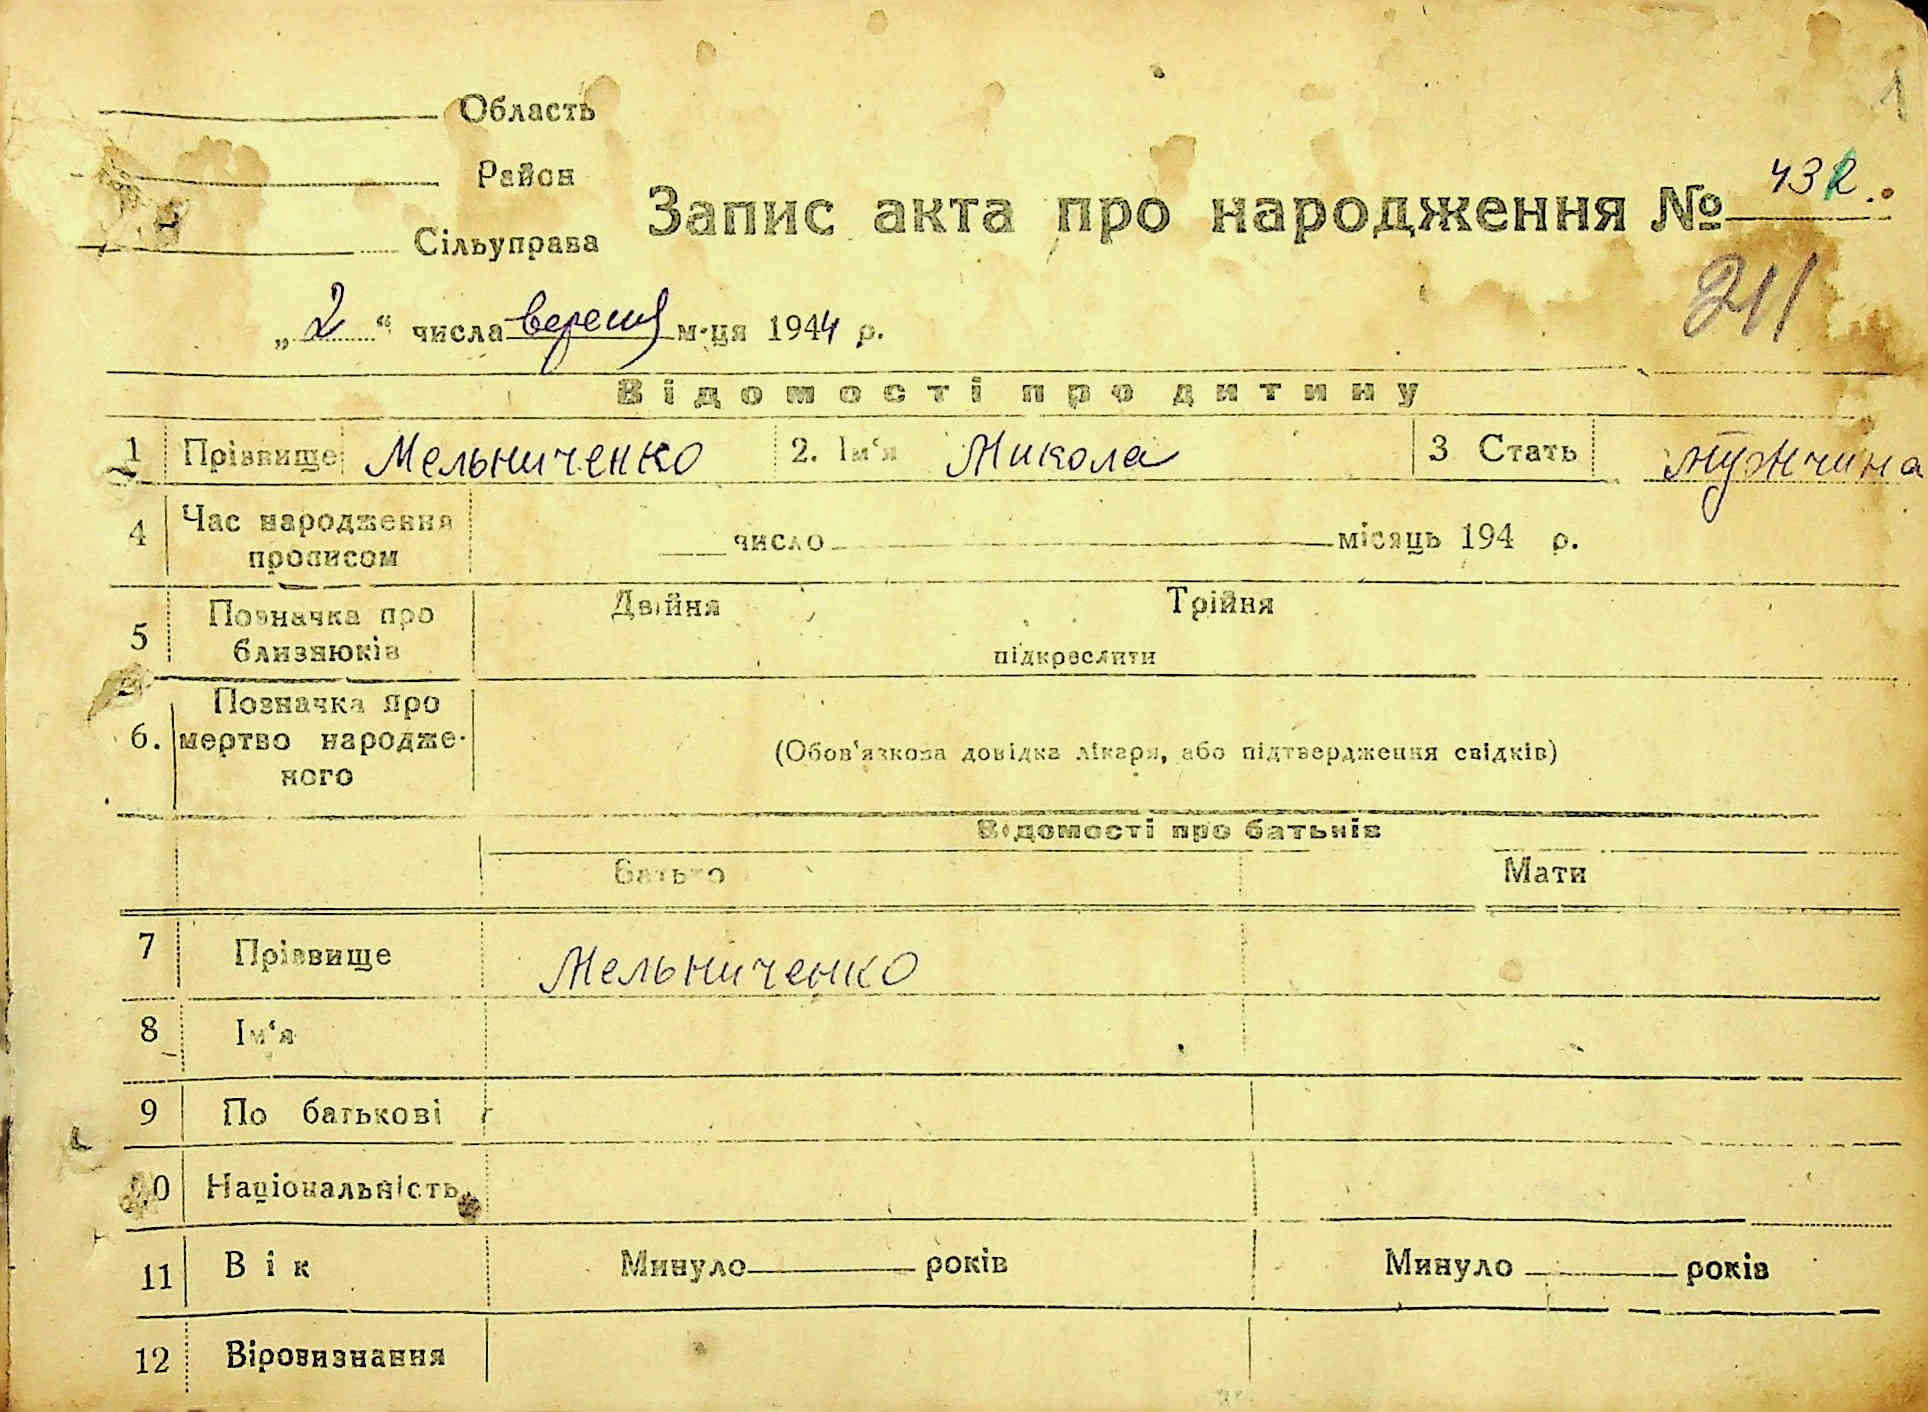 1
Область
Район
Сільуправа
Запис акта про народження № 432.
211
„ 2 “ числа вересня м-ця 1944 р.
Відомості про дитину
1 Прізвище Мельниченко 2. Ім‘я Микола 3 Стать мужчина
4 Час народження прописом число місяць 194 р.
5 Позначка про близнюків Двійня Трійня
підкреслити
6. Позначка про мертво народже-ного (Обов'язкова довідка лікаря, або підтвердження свідків)
Відомості про батьків
Батько Мати
7 Прізвище Мельниченко
8 Ім‘я
9 По батькові
10 Національність
11 Вік Минуло років Минуло років
12 Віровизнання